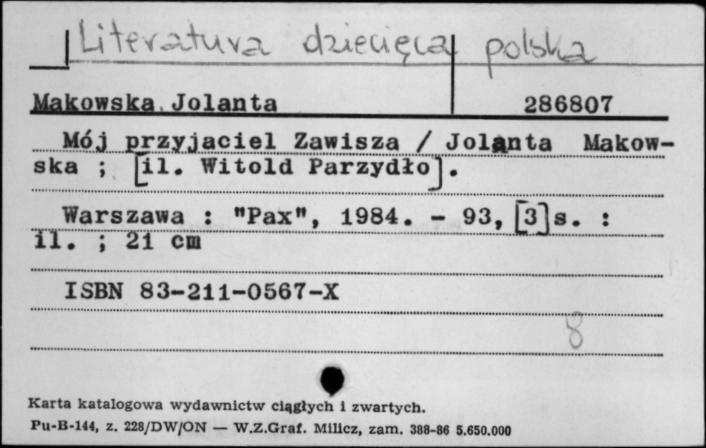 Literatura dziecięca polska
Makowska Jolanta 286807
Mój przyjaciel Zawisza / Jolanta Makow-
ska ; [il. Witold Parzydło].
Warszawa : "Pax", 1984. - 93, [3] s. :
il. ; 21 cm
ISBN 83-211-0567-X
8
Karta katalogowa wydawnictw ciągłych i zwartych.
Pu-B-144, z. 228/DW/ON — W.Z.Graf. Milicz, zam. 388-86 5.650.000